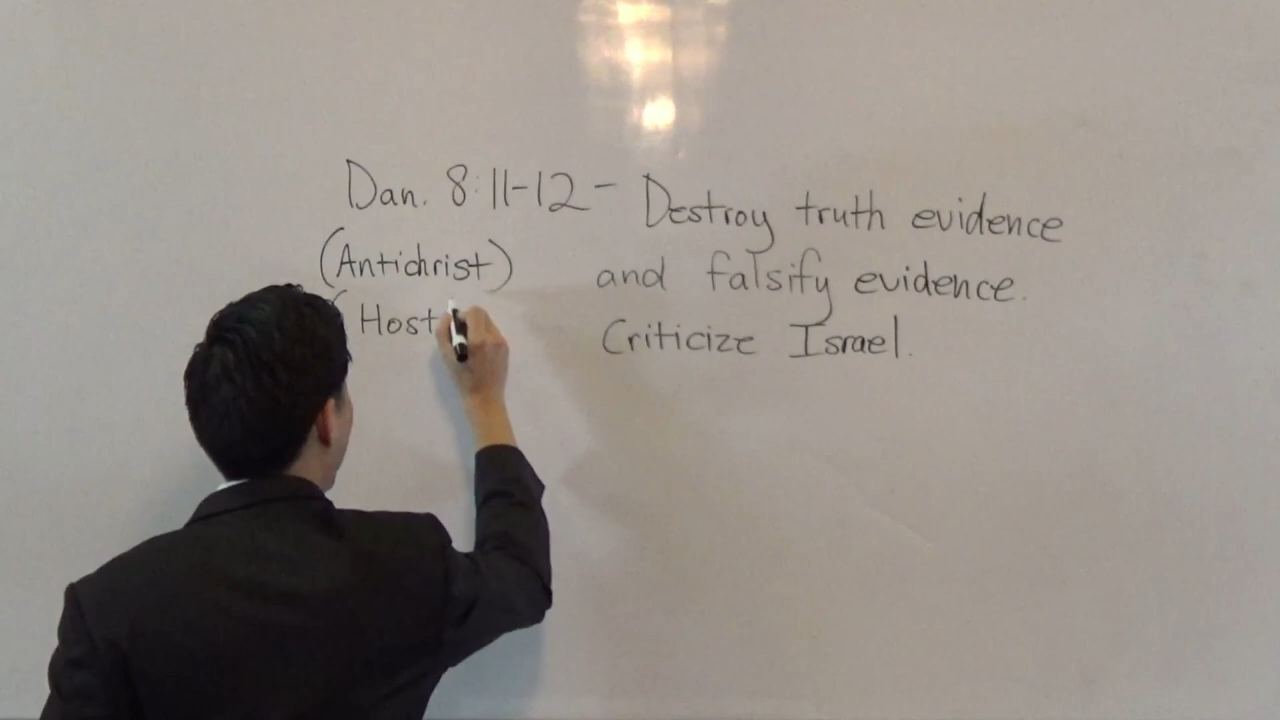 Dan. 8:11-12 - Destroy truth evidence
(Antichrist) and falsify evidence.
( Host Criticize Israel.